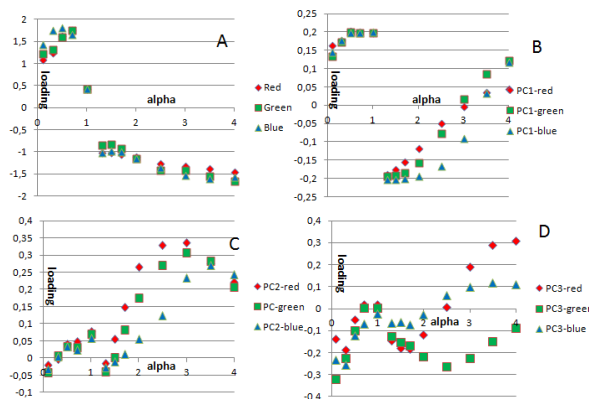 A
2
1,5
1
0,5
0
-0,5
-1
-1,5
-2
loading
alpha
0 1 2 3 4
Red
Green
Blue
B
0,25
0,2
0,15
0,1
0,05
0
-0,05
-0,1
-0,15
-0,2
-0,25
loading
alpha
0 1 2 3 4
PC1-red
PC1-green
PC1-blue
C
0,4
0,35
0,3
0,25
0,2
0,15
0,1
0,05
0
-0,05
-0,1
loading
alpha
0 1 2 3 4
PC2-red
PC-green
PC2-blue
D
0,4
0,3
0,2
0,1
0
-0,1
-0,2
-0,3
-0,4
loading
alpha
0 1 2 3 4
PC3-red
PC3-green
PC3-blue